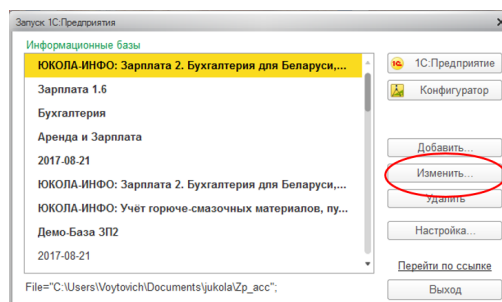 Запуск 1С:Предприятия
Информационные базы
ЮКОЛА-ИНФО: Зарплата 2. Бухгалтерия для Беларуси,...
Зарплата 1.6
Бухгалтерия
Аренда и Зарплата
2017-08-21
ЮКОЛА-ИНФО: Зарплата 2. Бухгалтерия для Беларуси,...
ЮКОЛА-ИНФО: Учёт горюче-смазочных материалов, пу...
Демо-База ЗП2
2017-08-21
File="C:\Users\Voytovich\Documents\jukola\Zp_acc";
1С:Предприятие
Конфигуратор
Добавить...
Изменить...
Удалить
Настройка...
Перейти по ссылке
Выход